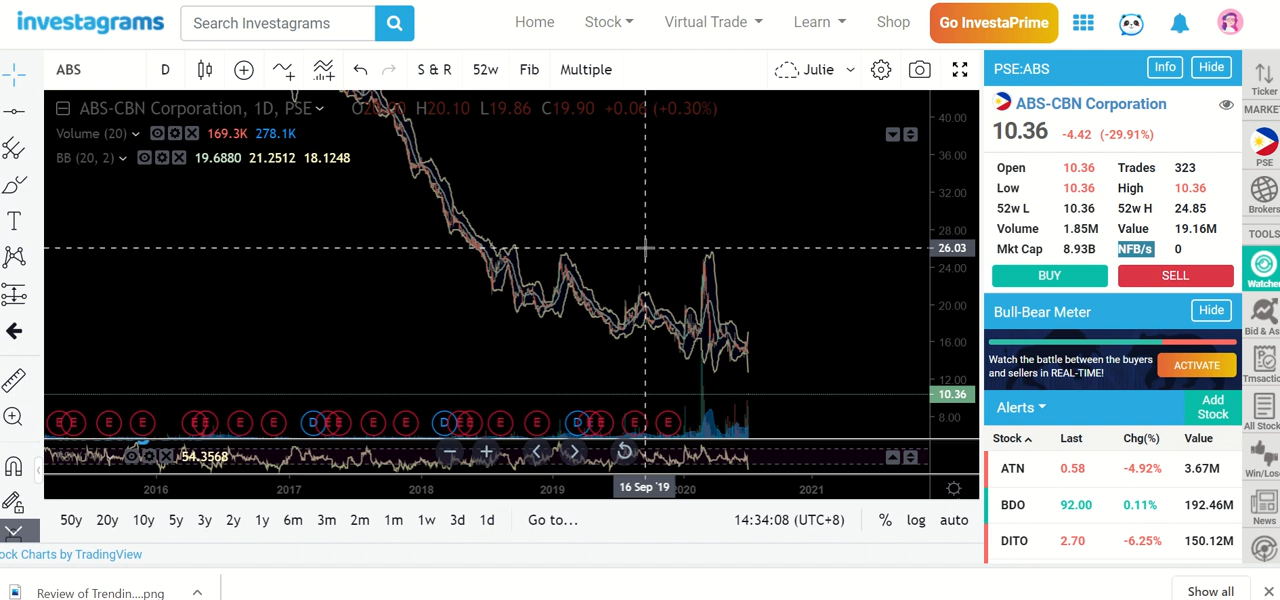 investagrams
Search Investagrams
Home Stock Virtual Trade Learn Shop Go InvestaPrime
ABS D S & R 52w Fib Multiple Julie
PSE:ABS Info Hide
Ticker
MARKE
PSE
Brokers
TOOLS
Watche
Bid & As
Trnsactic
All Stock
Win/Lose
News
ABS-CBN Corporation, 1D, PSE H20.10 L19.86 C19.90 +0.06 (+0.30%)
Volume (20) 169.3K 278.1K
BB (20, 2) 19.6880 21.2512 18.1248
40.00
36.00
32.00
28.00
26.03
24.00
20.00
16.00
12.00
10.36
8.00
E E E E E E E E D E E E E D E E E E D E E E E
54.3568
2016 2017 2018 2019 16 Sep '19 2020 2021
50y 20y 10y 5y 3y 2y 1y 6m 3m 2m 1m 1w 3d 1d Go to... 14:34:08 (UTC+8) % log auto
ock Charts by TradingView
ABS-CBN Corporation
10.36 -4.42 (-29.91%)
Open 10.36 Trades 323
Low 10.36 High 10.36
52w L 10.36 52w H 24.85
Volume 1.85M Value 19.16M
Mkt Cap 8.93B NFB/s 0
BUY SELL
Bull-Bear Meter Hide
Watch the battle between the buyers
and sellers in REAL-TIME!
ACTIVATE
Alerts Add
Stock
Stock Last Chg(%) Value
ATN 0.58 -4.92% 3.67M
BDO 92.00 0.11% 192.46M
DITO 2.70 -6.25% 150.12M
Review of Trendin....png
Show all